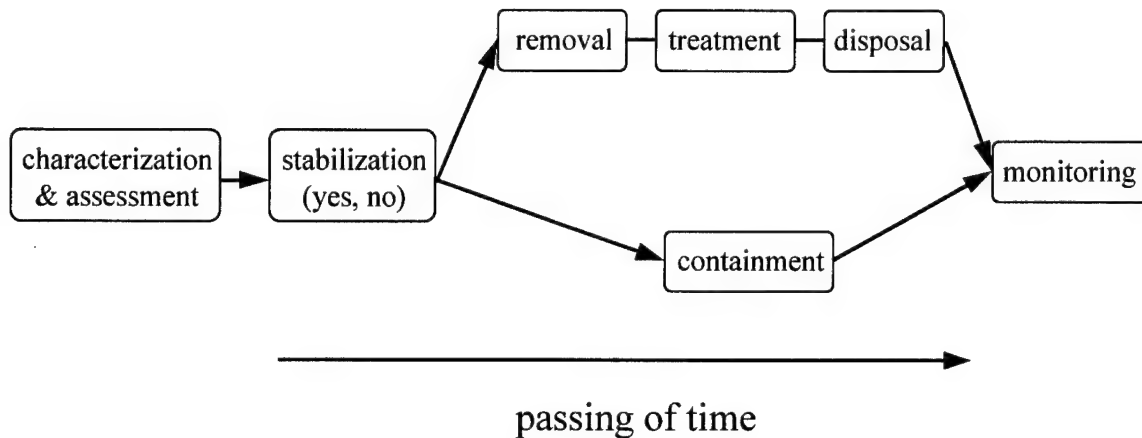 removal
treatment
disposal
characterization
& assessment
stabilization
(yes, no)
monitoring
containment
passing of time